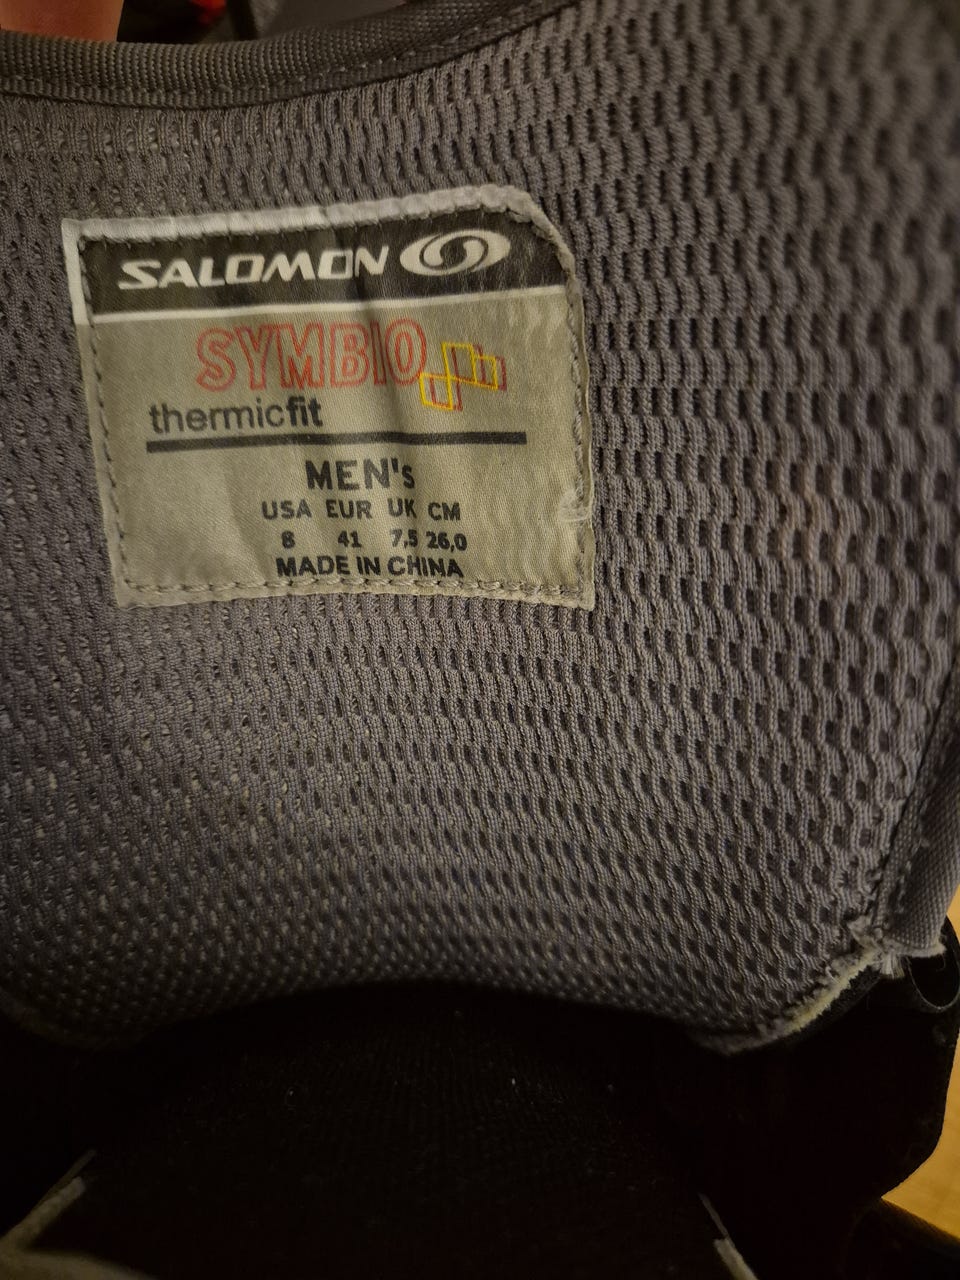 SALOMON
SYMBIO
thermicfit
MEN's
USA EUR UK CM
8 41 7.5 26,0
MADE IN CHINA